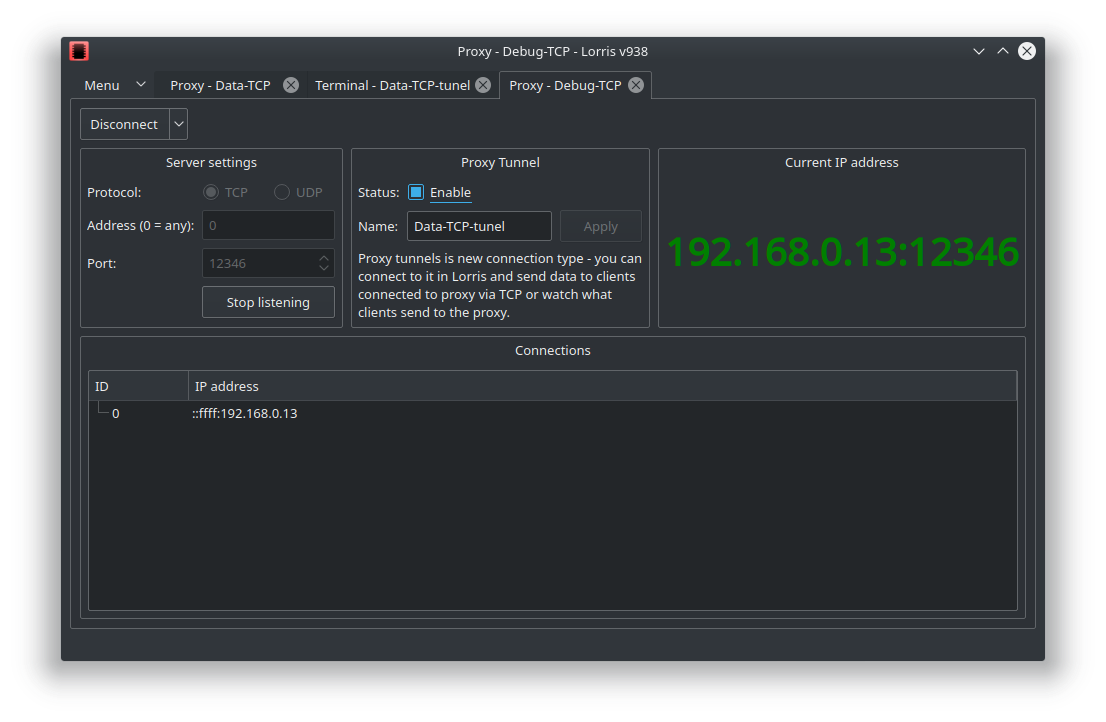 Proxy - Debug-TCP - Lorris v938
Menu Proxy - Data-TCP Terminal - Data-TCP-tunel Proxy - Debug-TCP
Disconnect
Server settings
Protocol: TCP UDP
Address (0 = any): 0
Port: 12346
Stop listening
Proxy Tunnel
Status: Enable
Name: Data-TCP-tunel Apply
Proxy tunnels is new connection type - you can
connect to it in Lorris and send data to clients
connected to proxy via TCP or watch what
clients send to the proxy.
Current IP address
192.168.0.13:12346
Connections
ID IP address
0 ::ffff:192.168.0.13